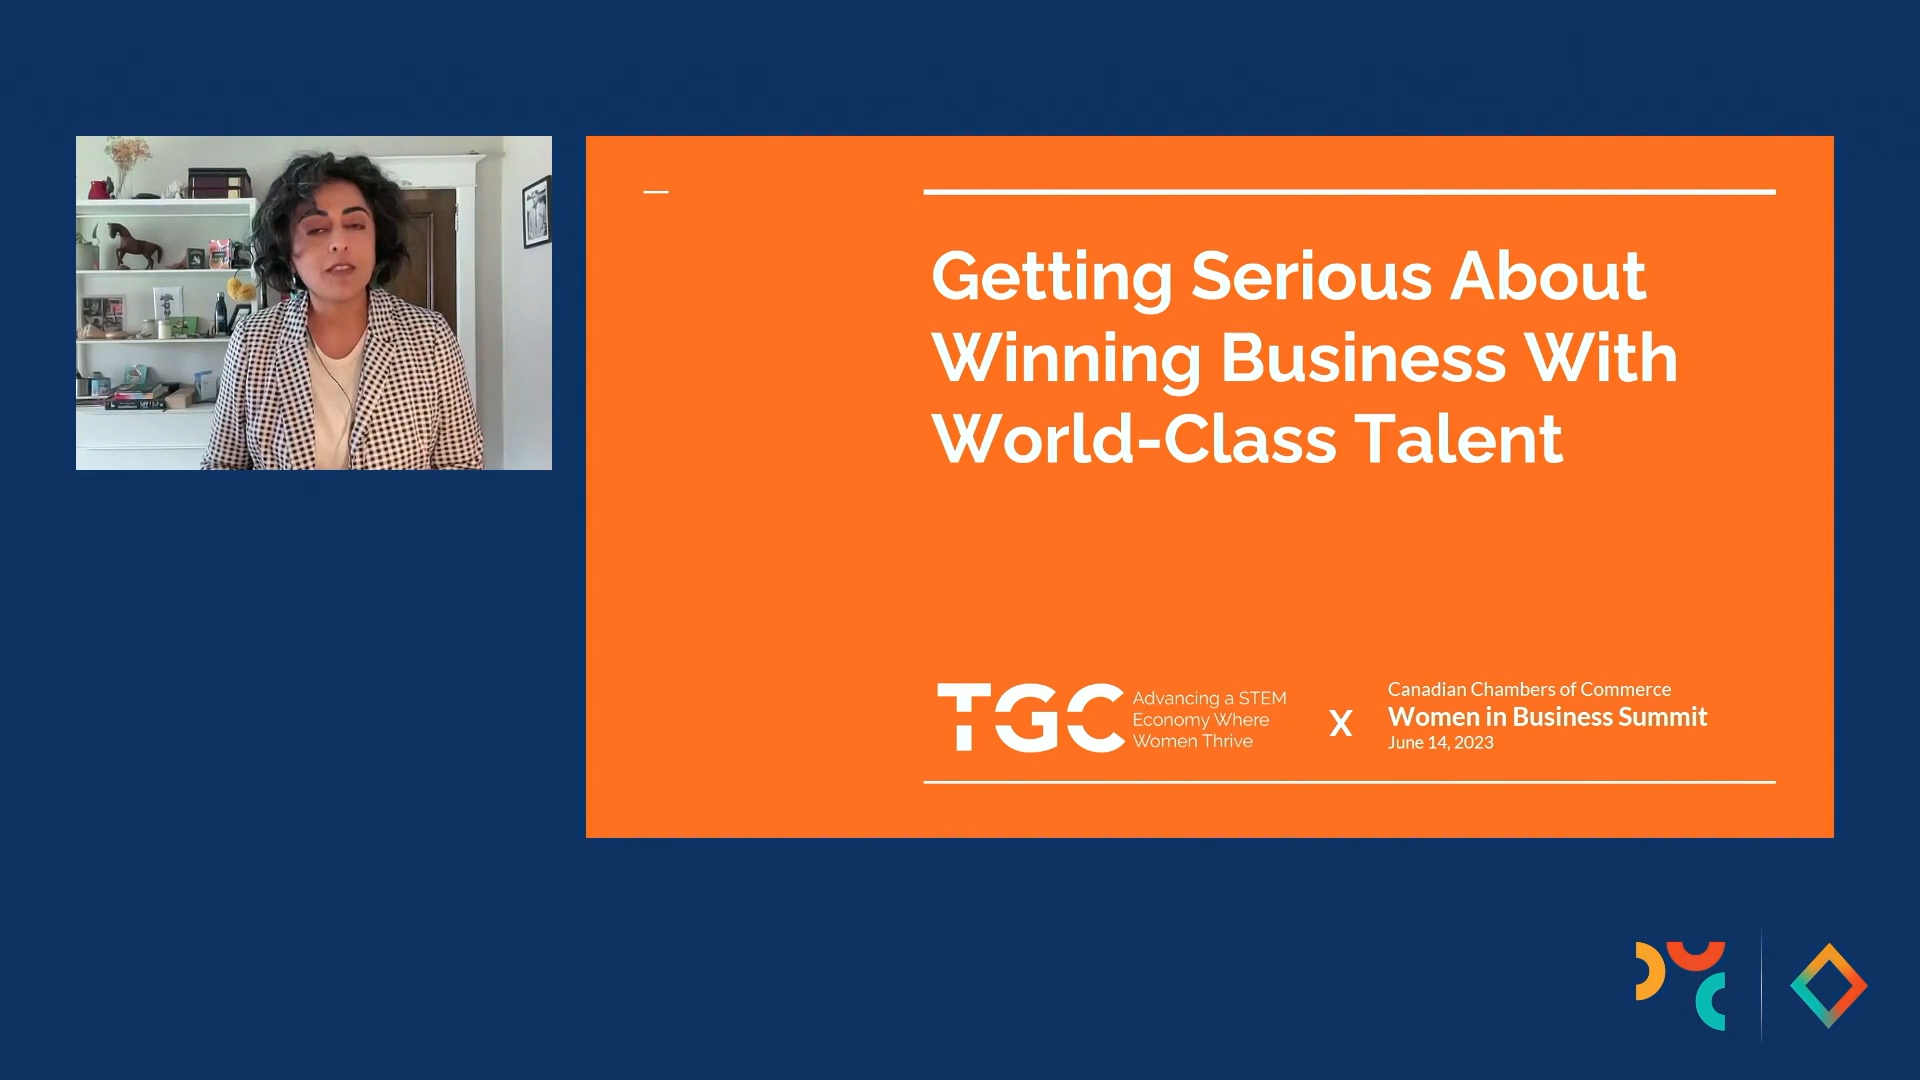 Getting Serious About
Winning Business With
World-Class Talent
TGC
Advancing a STEM
Economy Where
Women Thrive
X
Canadian Chambers of Commerce
Women in Business Summit
June 14, 2023